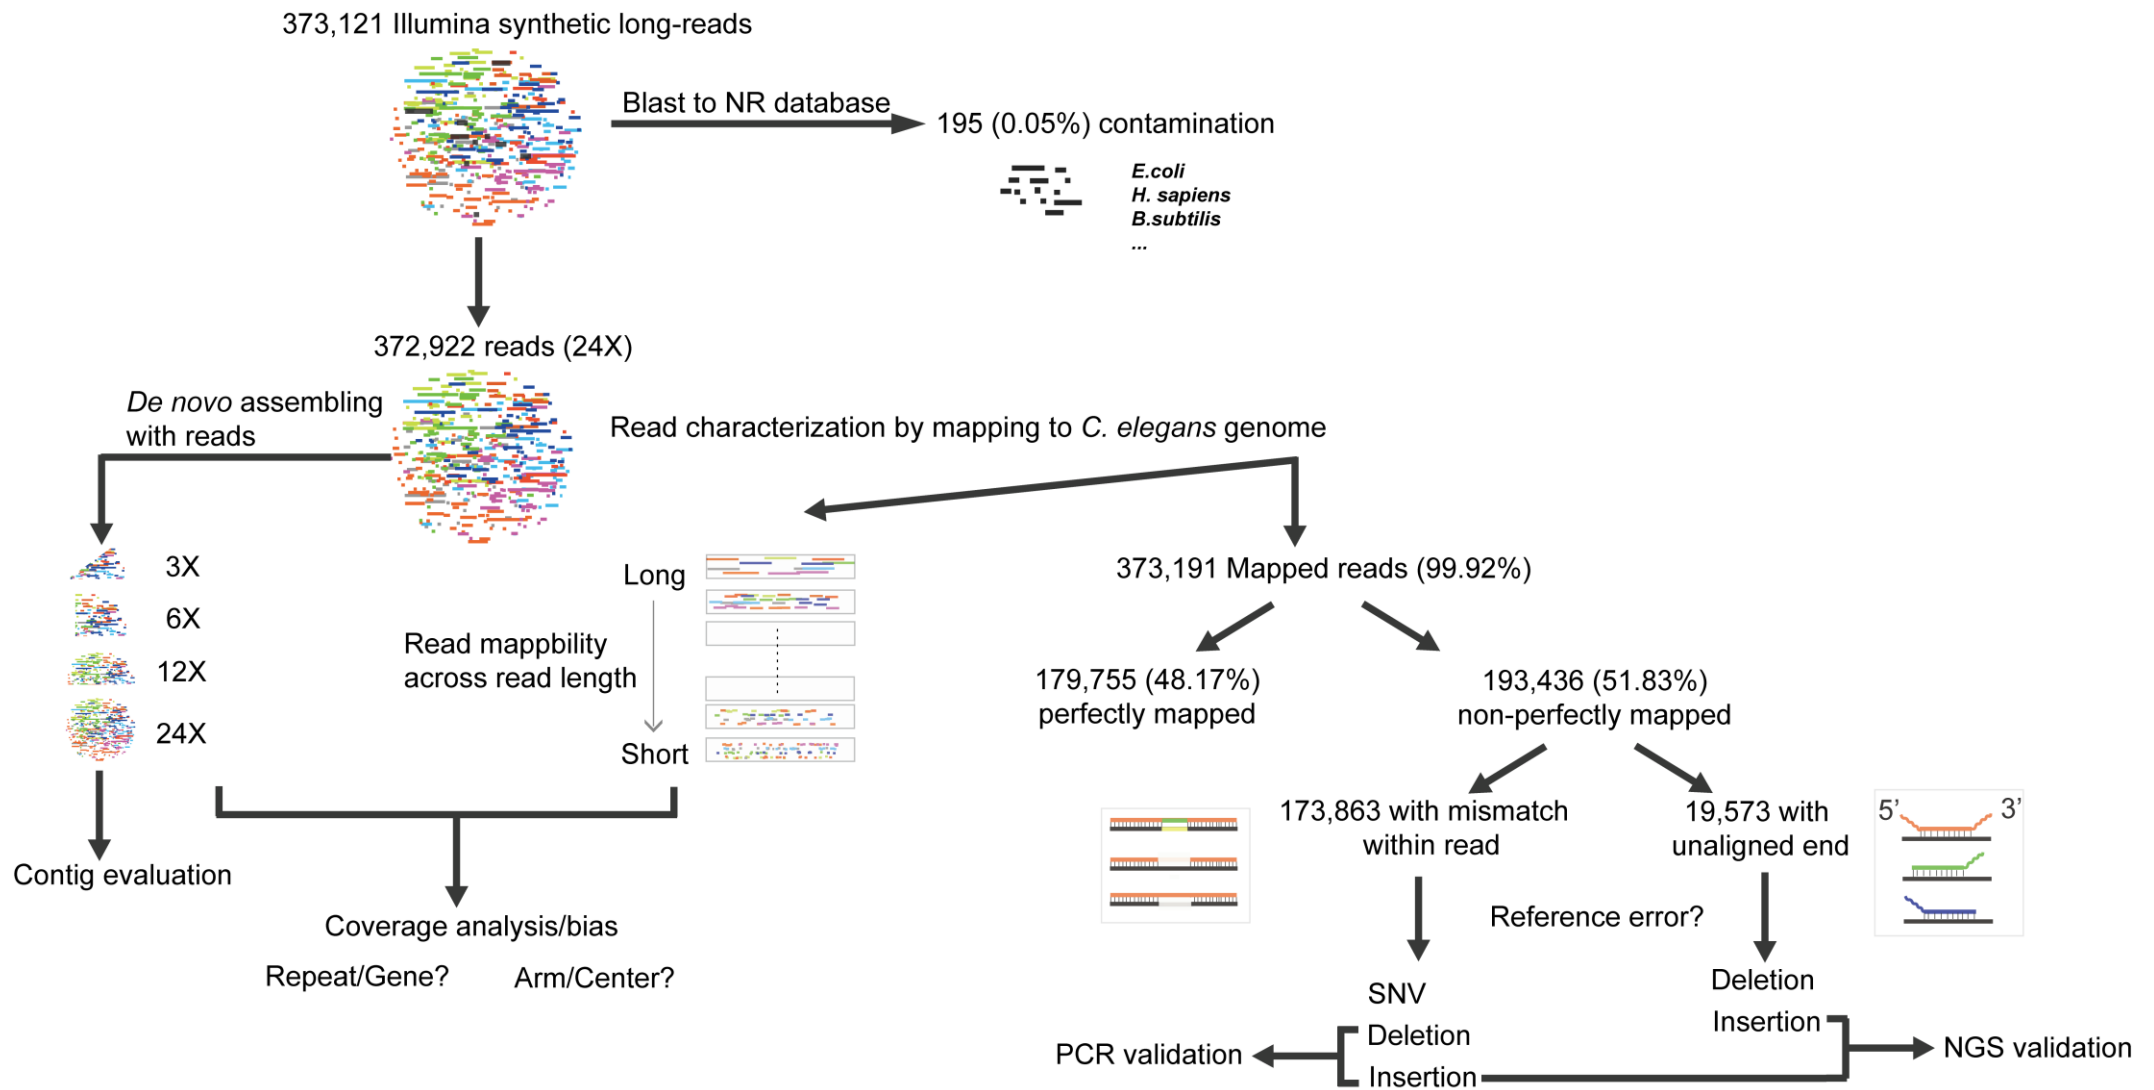 373,121 Illumina synthetic long-reads
Blast to NR database
195 (0.05%) contamination
E.coli
H. sapiens
B.subtilis
...
372,922 reads (24X)
De novo assembling
with reads
Read characterization by mapping to C. elegans genome
3X
6X
12X
24X
Contig evaluation
Long
Read mappbility
across read length
Short
Coverage analysis/bias
Repeat/Gene?
Arm/Center?
373,191 Mapped reads (99.92%)
179,755 (48.17%)
perfectly mapped
193,436 (51.83%)
non-perfectly mapped
173,863 with mismatch
within read
19,573 with
unaligned end
5’
3’
Reference error?
SNV
Deletion
Insertion
Deletion
Insertion
PCR validation
NGS validation